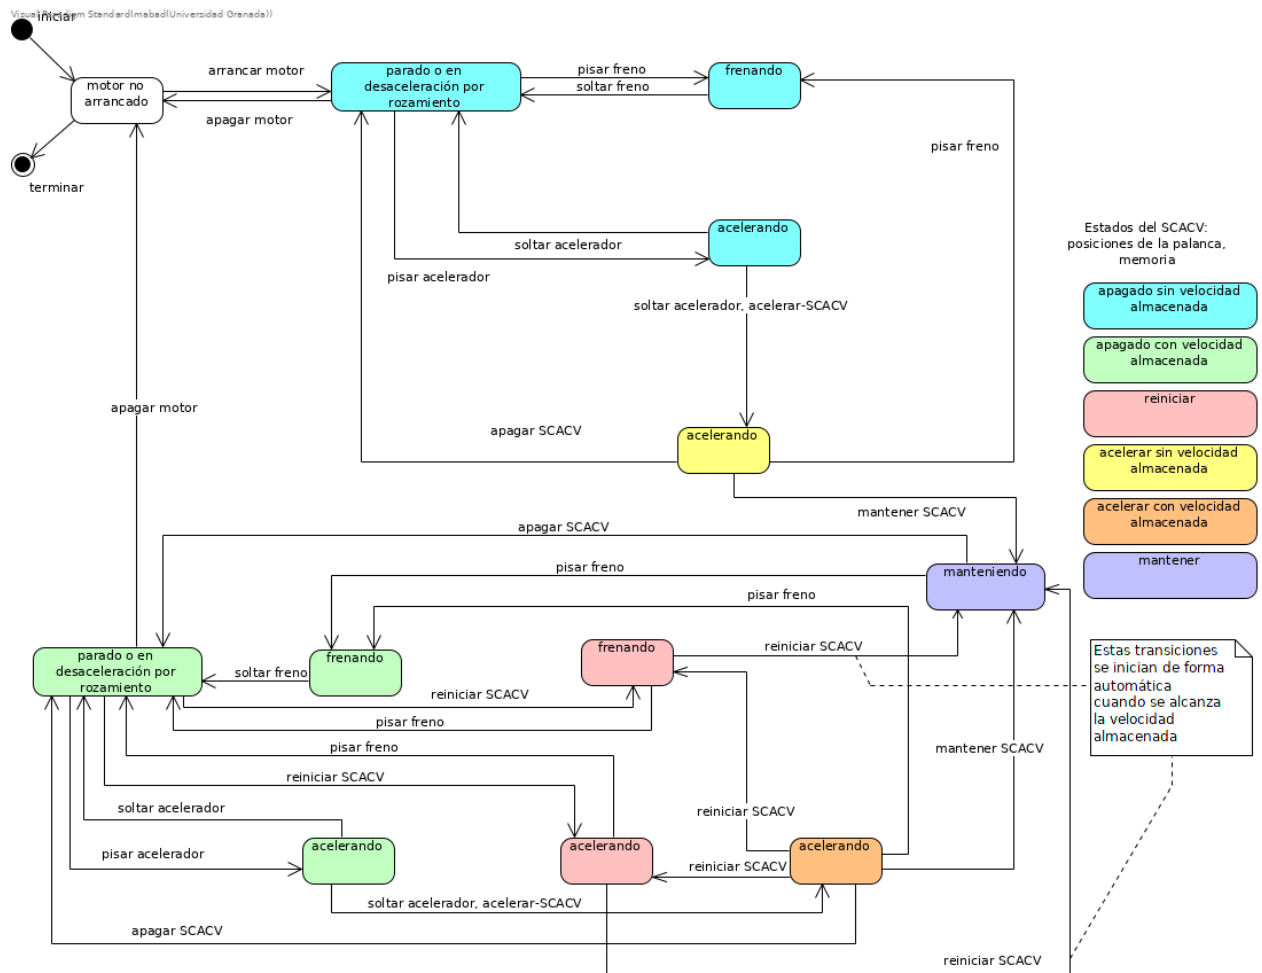 Visual Paradigm Standard(mabad(Universidad Granada))
iniciar
motor no
arrancado
arrancar motor
apagar motor
terminar
parado o en
desaceleración por
rozamiento
pisar freno
soltar freno
frenando
pisar freno
acelerando
soltar acelerador
pisar acelerador
soltar acelerador, acelerar-SCACV
Estados del SCACV:
posiciones de la palanca,
memoria
apagado sin velocidad
almacenada
apagado con velocidad
almacenada
reiniciar
acelerar sin velocidad
almacenada
acelerar con velocidad
almacenada
mantener
apagar motor
apagar SCACV
acelerando
mantener SCACV
apagar SCACV
manteniendo
pisar freno
pisar freno
parado o en
desaceleración por
rozamiento
soltar freno
frenando
frenando
reiniciar SCACV
Estas transiciones
se inician de forma
automática
cuando se alcanza
la velocidad
almacenada
reiniciar SCACV
pisar freno
pisar freno
mantener SCACV
reiniciar SCACV
soltar acelerador
reiniciar SCACV
pisar acelerador
acelerando
acelerando
reiniciar SCACV
acelerando
soltar acelerador, acelerar-SCACV
apagar SCACV
reiniciar SCACV